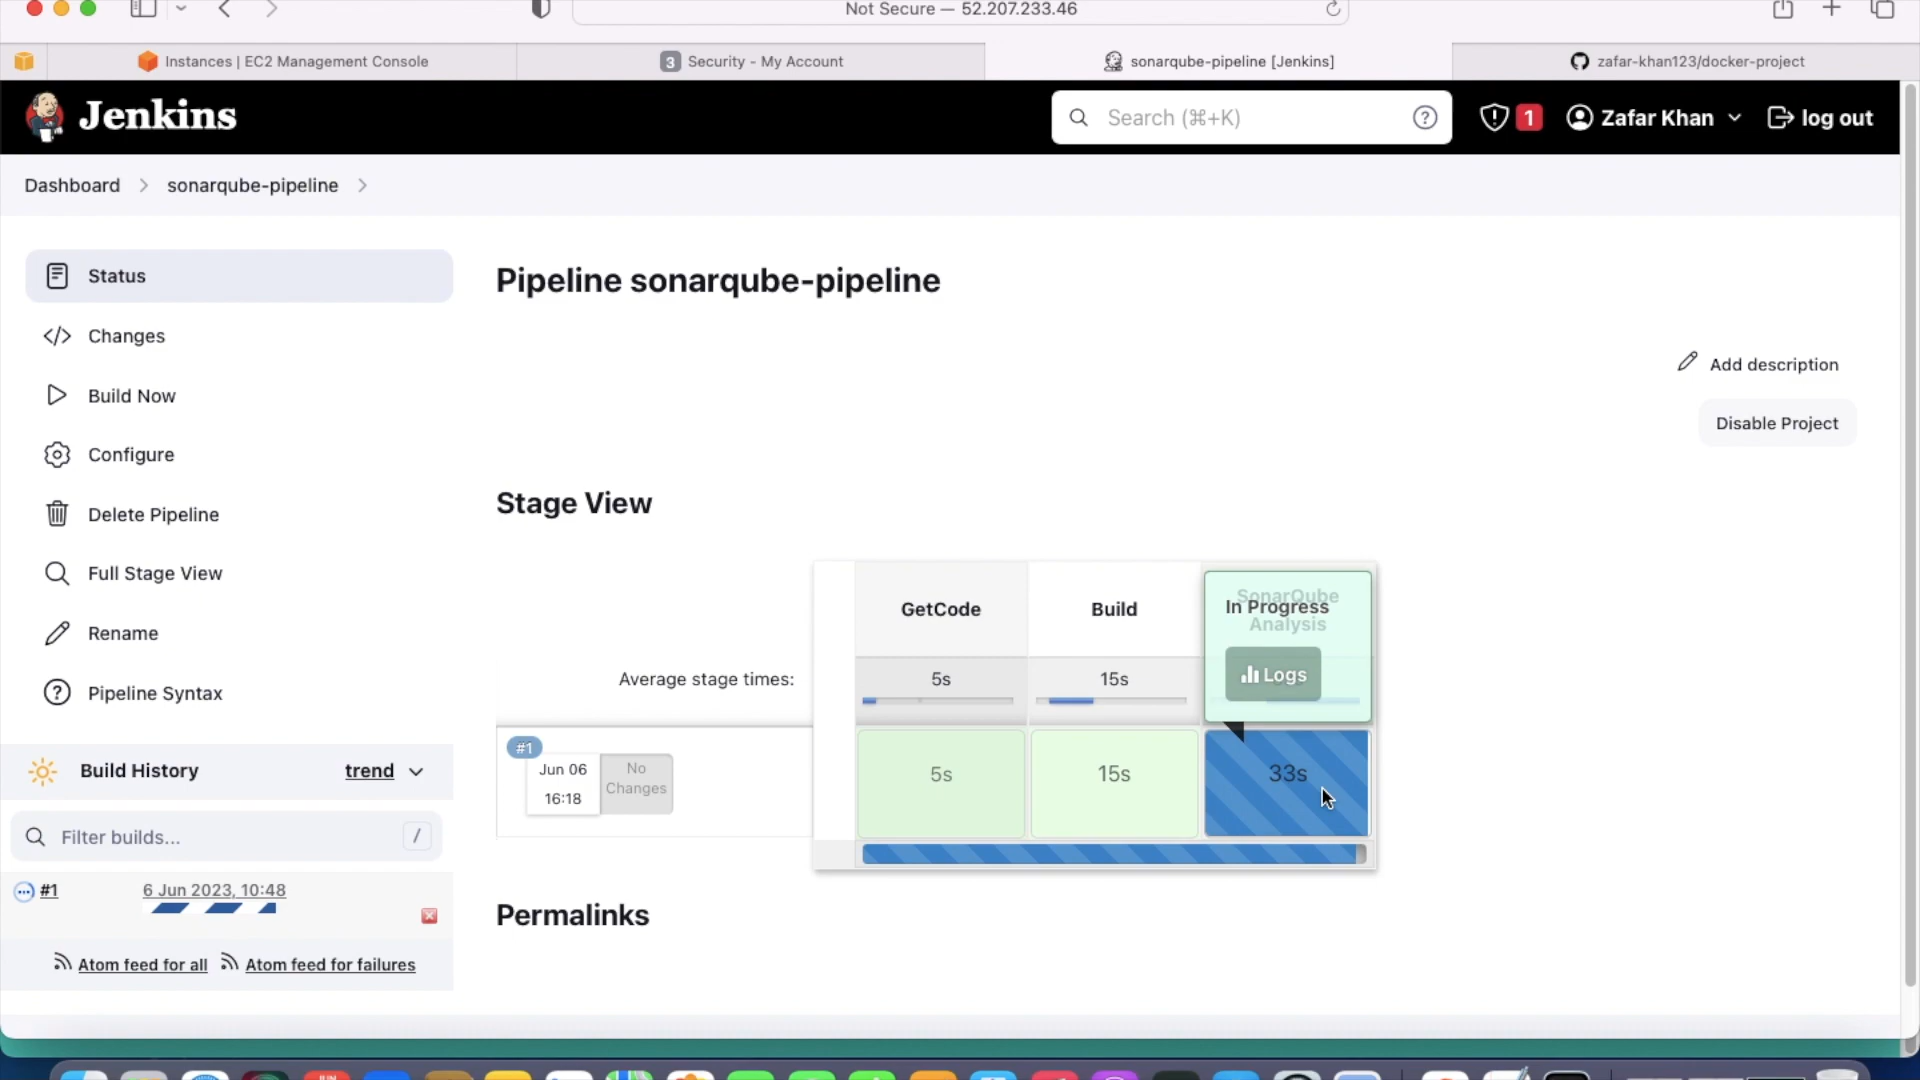 Not Secure — 52.207.233.46
Instances | EC2 Management Console
3 Security - My Account
sonarqube-pipeline [Jenkins]
zafar-khan123/docker-project
Jenkins
Search (⌘+K)
1
Zafar Khan
log out
Dashboard
sonarqube-pipeline
Status
Changes
Build Now
Configure
Delete Pipeline
Full Stage View
Rename
Pipeline Syntax
Build History
trend
Filter builds...
/
#1
6 Jun 2023, 10:48
Atom feed for all
Atom feed for failures
Pipeline sonarqube-pipeline
Add description
Disable Project
Stage View
GetCode
Build
SonarQube
Analysis
In Progress
Logs
Average stage times:
5s
15s
#1
Jun 06
16:18
No
Changes
5s
15s
33s
Permalinks
JUN